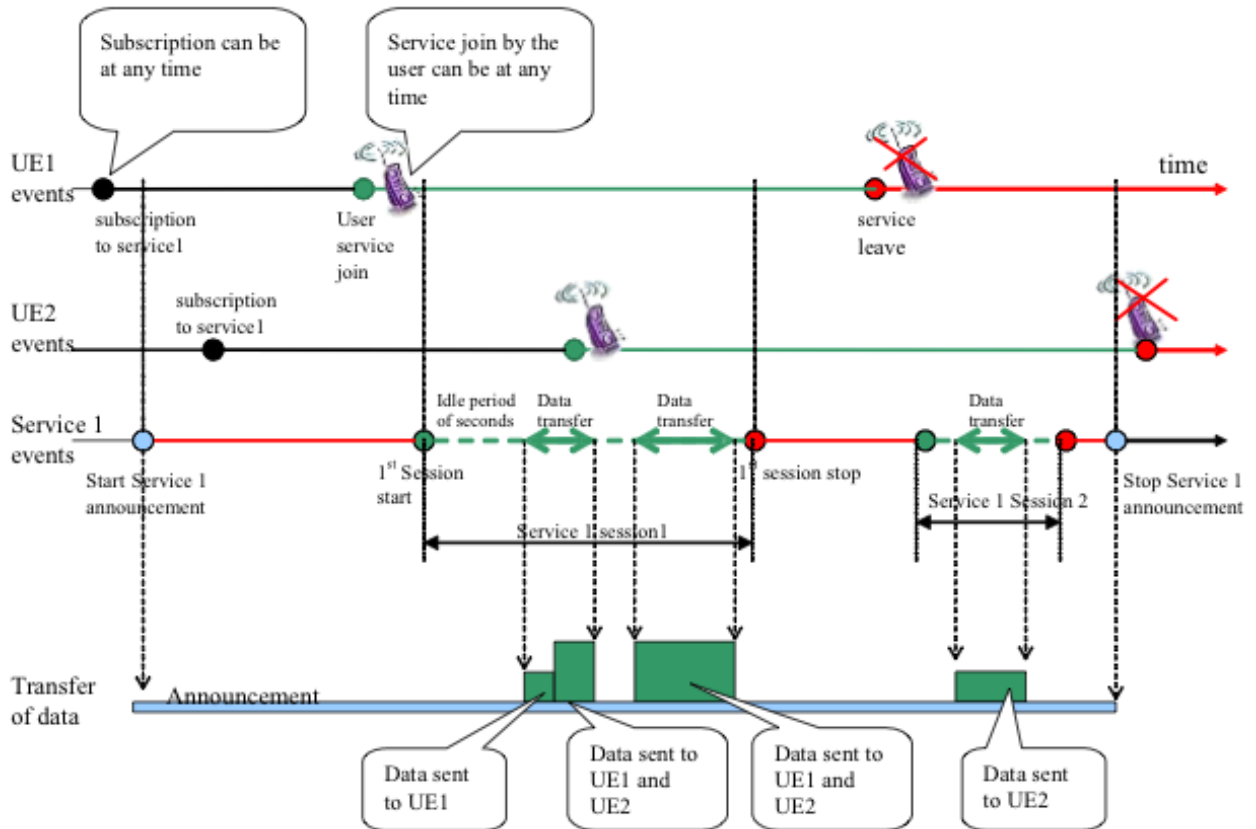 Subscription can be
at any time
Service join by the
user can be at any
time
UE1
events
time
subscription
to service1
User
service
join
service
leave
UE2
events
subscription
to service1
Service 1
events
Idle period
of seconds
Data
transfer
Data
transfer
Data
transfer
Start Service 1
announcement
1st Session
start
1st session stop
Stop Service 1
announcement
Service 1 Session 2
Service 1 session1
Transfer
of data
Announcement
Data sent
to UE1
Data sent to
UE1 and
UE2
Data sent to
UE1 and
UE2
Data sent
to UE2